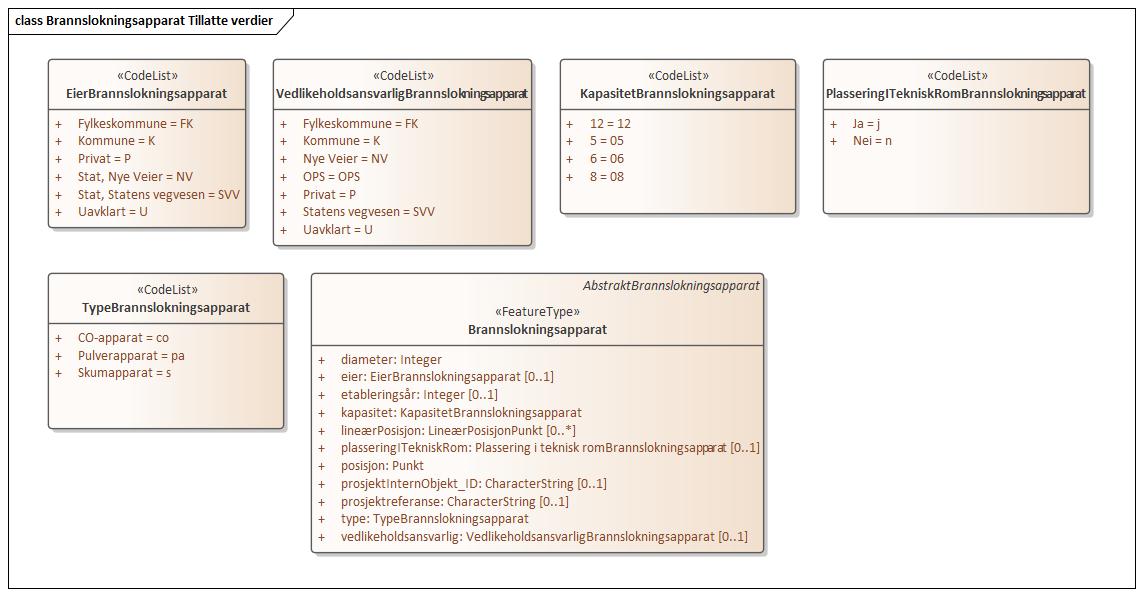 class Brannslokningsapparat Tillatte verdier
«CodeList»
EierBrannslokningsapparat
+ Fylkeskommune = FK
+ Kommune = K
+ Privat = P
+ Stat, Nye Veier = NV
+ Stat, Statens vegvesen = SVV
+ Uavklart = U
«CodeList»
VedlikeholdsansvarligBrannslokningsapparat
+ Fylkeskommune = FK
+ Kommune = K
+ Nye Veier = NV
+ OPS = OPS
+ Privat = P
+ Statens vegvesen = SVV
+ Uavklart = U
«CodeList»
KapasitetBrannslokningsapparat
+ 12 = 12
+ 5 = 05
+ 6 = 06
+ 8 = 08
«CodeList»
PlasseringITekniskRomBrannslokningsapparat
+ Ja = j
+ Nei = n
«CodeList»
TypeBrannslokningsapparat
+ CO-apparat = co
+ Pulverapparat = pa
+ Skumapparat = s
AbstraktBrannslokningsapparat
«FeatureType»
Brannslokningsapparat
+ diameter: Integer
+ eier: EierBrannslokningsapparat [0..1]
+ etableringsår: Integer [0..1]
+ kapasitet: KapasitetBrannslokningsapparat
+ lineærPosisjon: LineærPosisjonPunkt [0..*]
+ plasseringITekniskRom: Plassering i teknisk romBrannslokningsapparat [0..1]
+ posisjon: Punkt
+ prosjektInternObjekt_ID: CharacterString [0..1]
+ prosjektreferanse: CharacterString [0..1]
+ type: TypeBrannslokningsapparat
+ vedlikeholdsansvarlig: VedlikeholdsansvarligBrannslokningsapparat [0..1]